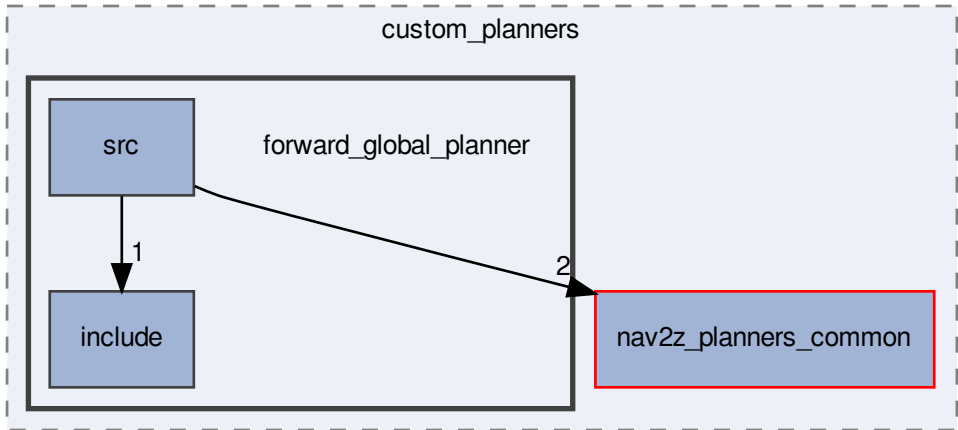 custom_planners
src
forward_global_planner
1
2
include
nav2z_planners_common